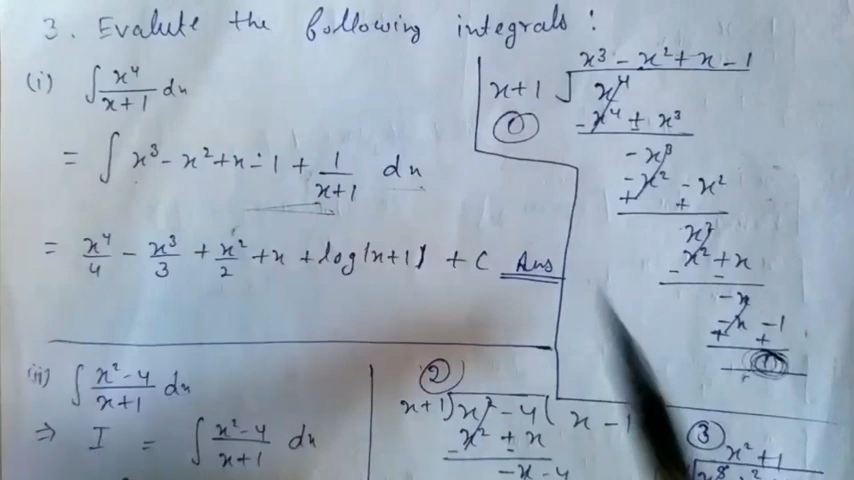 3. Evalute the following integrals :
(i) ∫ x⁴/(x+1) dx
= ∫ x³ - x² + x - 1 + 1/(x+1) dx
= x⁴/4 - x³/3 + x²/2 + x + log|x+1| + C Ans
①
x³ - x² + x - 1
x+1 √ x⁴
- x⁴ ± x³
- x³
- x² - x²
+ +
x²
x² + x
- -
- x
- x - 1
+ +
1
ii) ∫ (x² - 4)/(x+1) dx
⇒ I = ∫ (x² - 4)/(x+1) dx
②
x+1 ) x² - 4 ( x - 1
- x² ± x
- x - 4
③
x² + 1